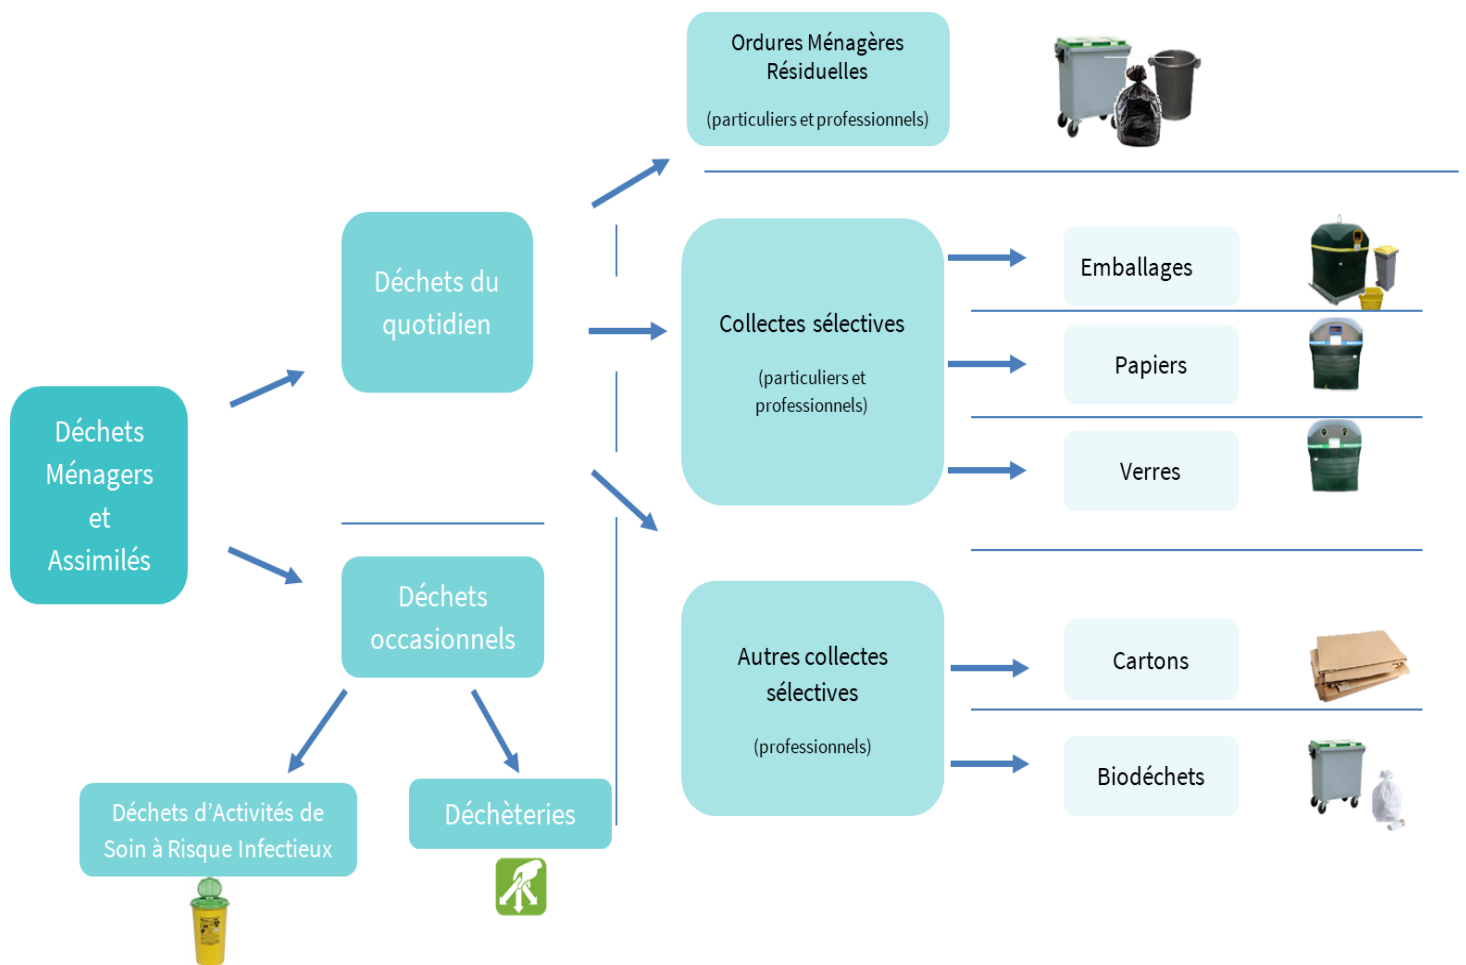 Ordures Ménagères
Résiduelles
(particuliers et professionnels)
Déchets du
quotidien
Collectes sélectives
(particuliers et
professionnels)
Emballages
Papiers
Verres
Déchets
Ménagers
et
Assimilés
Déchets
occasionnels
Autres collectes
sélectives
(professionnels)
Cartons
Biodéchets
Déchets d’Activités de
Soin à Risque Infectieux
Déchèteries